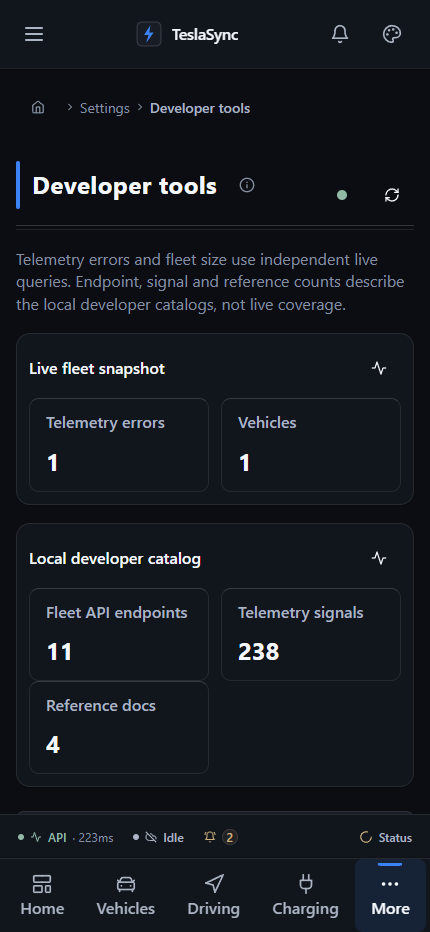 TeslaSync
Settings
Developer tools
Developer tools
Telemetry errors and fleet size use independent live
queries. Endpoint, signal and reference counts describe
the local developer catalogs, not live coverage.
Live fleet snapshot
Telemetry errors
1
Vehicles
1
Local developer catalog
Fleet API endpoints
11
Telemetry signals
238
Reference docs
4
API · 223ms
Idle
2
Status
Home
Vehicles
Driving
Charging
More